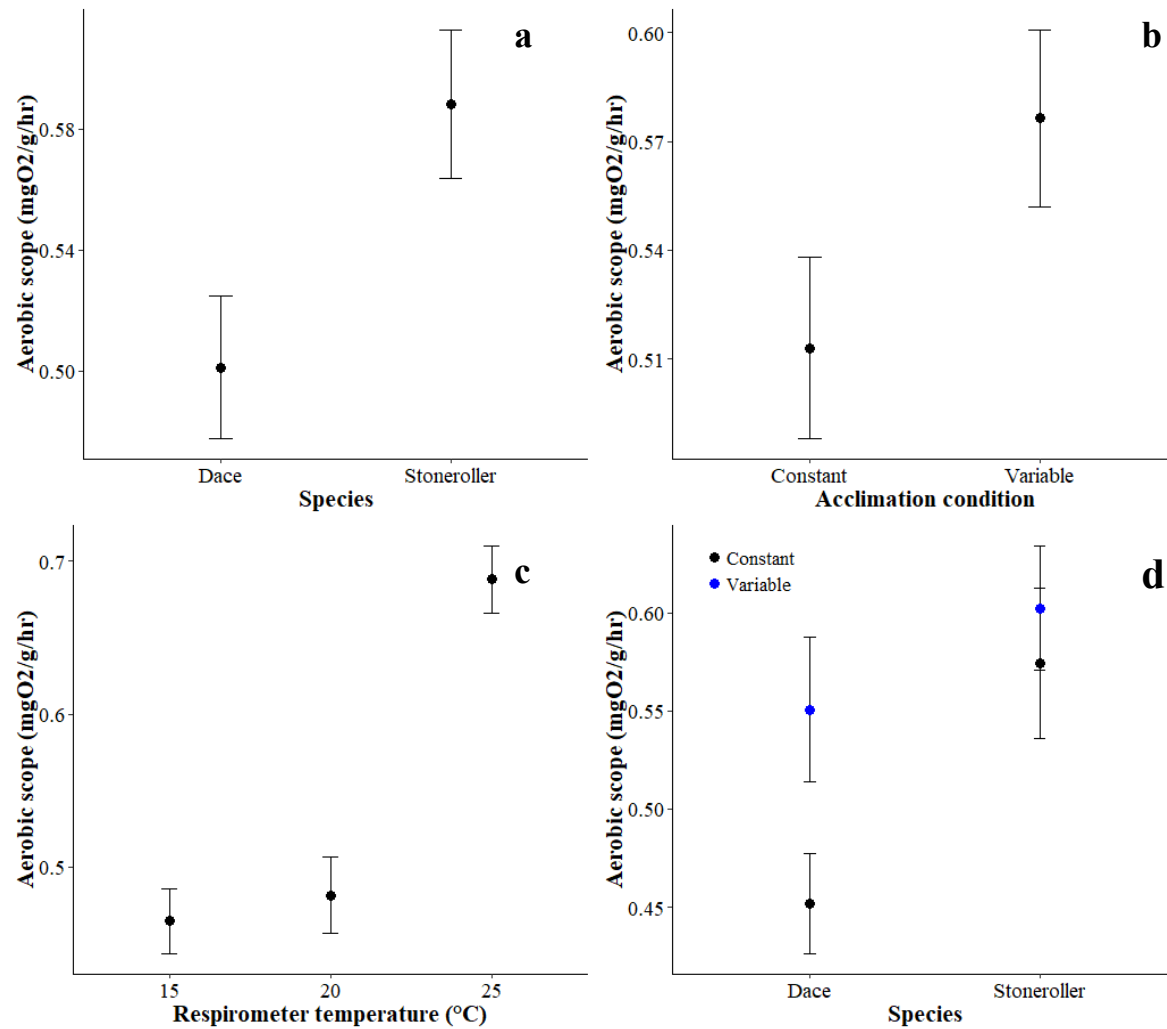 a
Aerobic scope (mgO2/g/hr)
0.58
0.54
0.50
Dace Stoneroller
Species
b
Aerobic scope (mgO2/g/hr)
0.60
0.57
0.54
0.51
Constant Variable
Acclimation condition
c
Aerobic scope (mgO2/g/hr)
0.7
0.6
0.5
15 20 25
Respirometer temperature (°C)
d
Constant
Variable
Aerobic scope (mgO2/g/hr)
0.60
0.55
0.50
0.45
Dace Stoneroller
Species